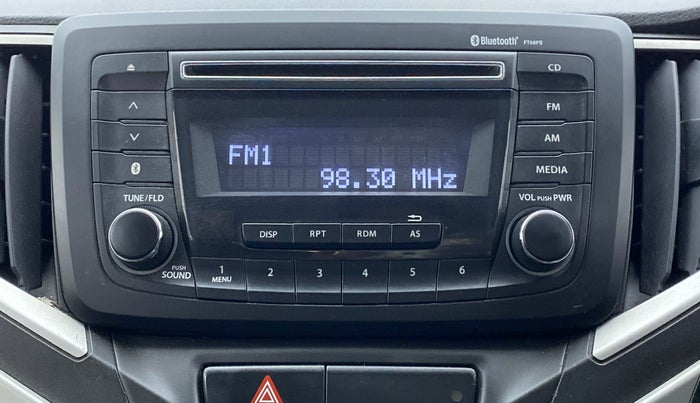 Bluetooth® FT68PB
CD
FM
AM
MEDIA
FM1
98.30 MHz
TUNE/FLD
VOL PUSH PWR
DISP RPT RDM AS
PUSH
SOUND
1 2 3 4 5 6
MENU